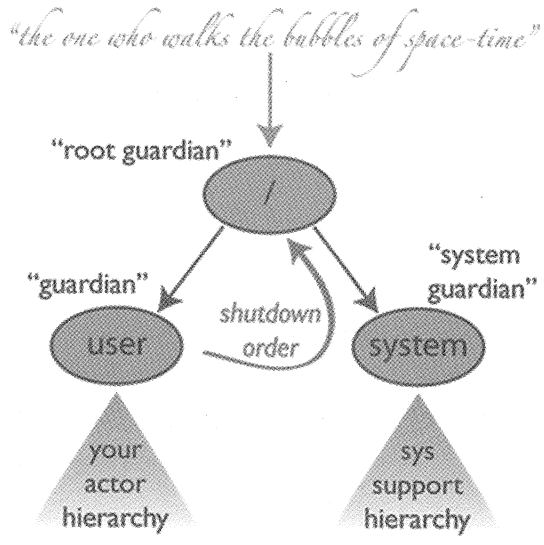 “the one who walks the bubbles of space-time”
“root guardian”
/
“guardian”
“system
guardian”
shutdown
order
user
system
your
actor
hierarchy
sys
support
hierarchy